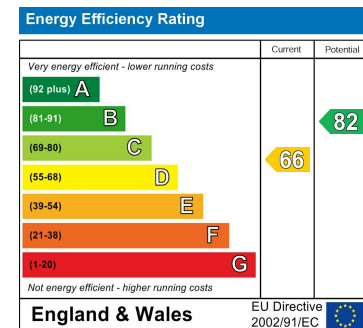 Energy Efficiency Rating
Current Potential
Very energy efficient - lower running costs
(92 plus) A
(81-91) B
(69-80) C
(55-68) D
(39-54) E
(21-38) F
(1-20) G
66
82
Not energy efficient - higher running costs
England & Wales
EU Directive
2002/91/EC